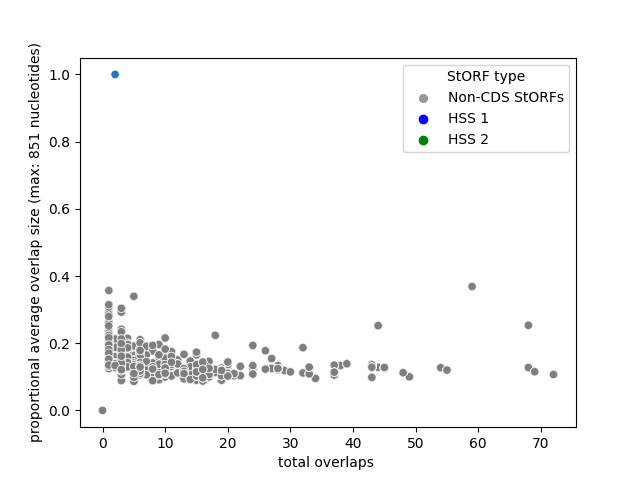 proportional average overlap size (max: 851 nucleotides)
1.0
0.8
0.6
0.4
0.2
0.0
StORF type
Non-CDS StORFs
HSS 1
HSS 2
0 10 20 30 40 50 60 70
total overlaps